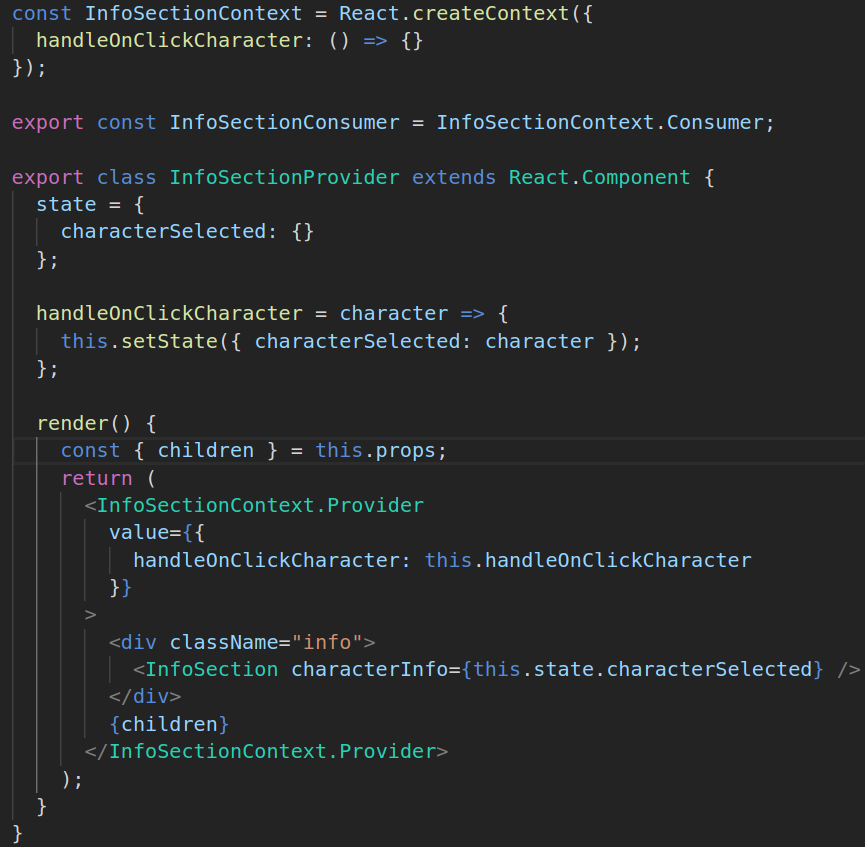 const InfoSectionContext = React.createContext({
  handleOnClickCharacter: () => {}
});

export const InfoSectionConsumer = InfoSectionContext.Consumer;

export class InfoSectionProvider extends React.Component {
  state = {
    characterSelected: {}
  };

  handleOnClickCharacter = character => {
    this.setState({ characterSelected: character });
  };

  render() {
    const { children } = this.props;
    return (
      <InfoSectionContext.Provider
        value={{
          handleOnClickCharacter: this.handleOnClickCharacter
        }}
      >
        <div className="info">
          <InfoSection characterInfo={this.state.characterSelected} />
        </div>
        {children}
      </InfoSectionContext.Provider>
    );
  }
}